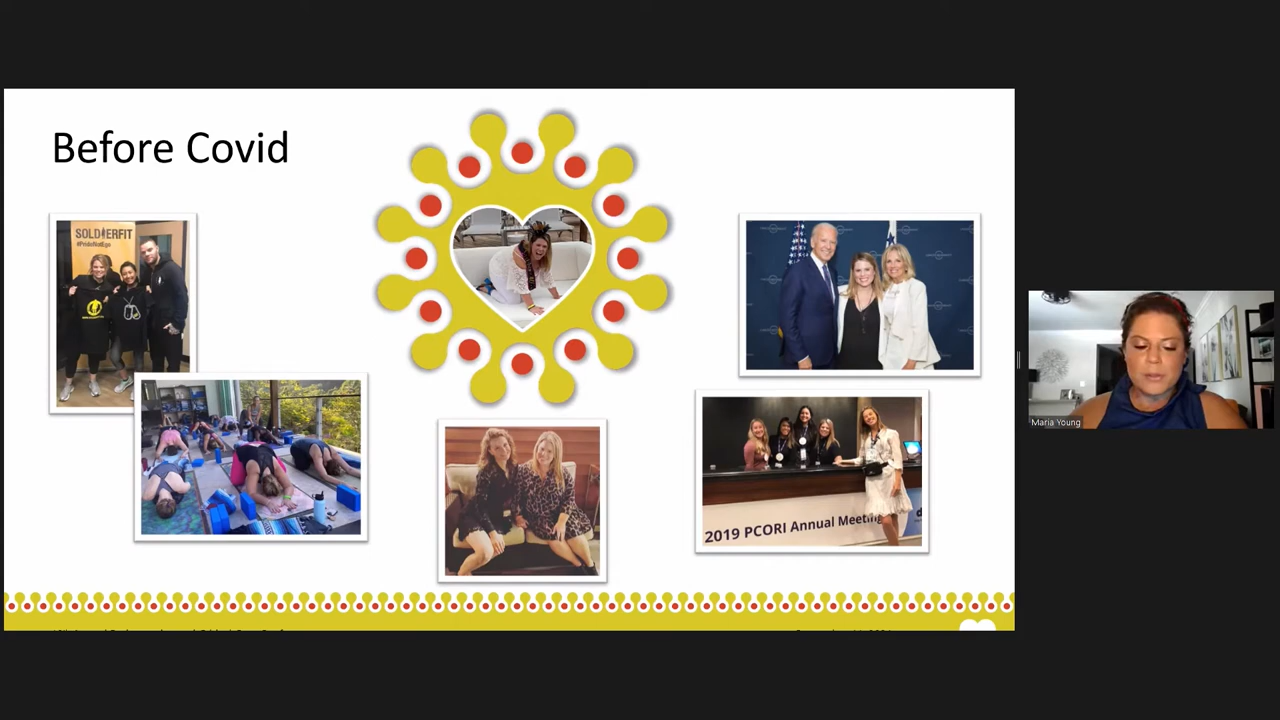 Before Covid
SOLDIERFIT
#PrideNotEgo
2019 PCORI Annual Meeting
Maria Young